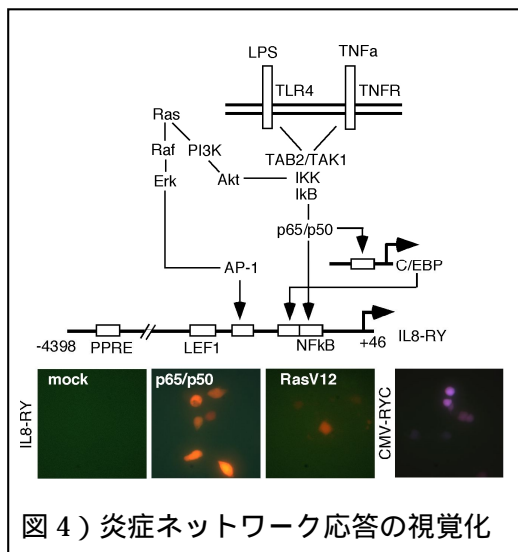 LPS TNFa
TLR4 TNFR
Ras
Raf PI3K TAB2/TAK1
Erk Akt IKK
IkB
p65/p50
AP-1 C/EBP
-4398 PPRE LEF1 NFkB +46 IL8-RY
IL8-RY mock p65/p50 RasV12 CMV-RYC
図4）炎症ネットワーク応答の視覚化